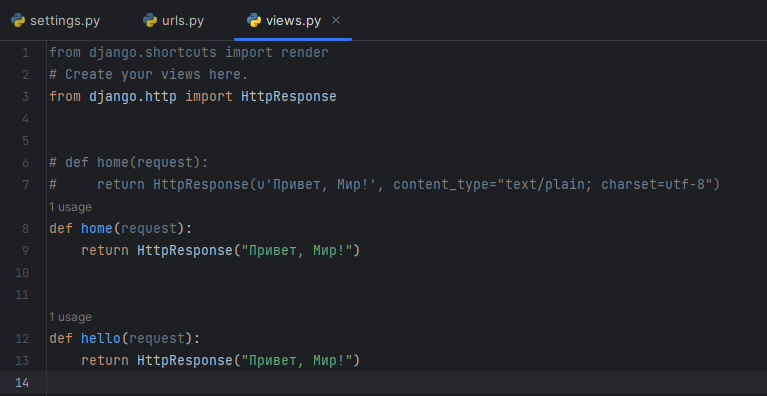 settings.py urls.py views.py ×
1 from django.shortcuts import render
2 # Create your views here.
3 from django.http import HttpResponse
4
5
6 # def home(request):
7 #     return HttpResponse(u'Привет, Мир!', content_type="text/plain; charset=utf-8")
1 usage
8 def home(request):
9     return HttpResponse("Привет, Мир!")
10
11
1 usage
12 def hello(request):
13     return HttpResponse("Привет, Мир!")
14